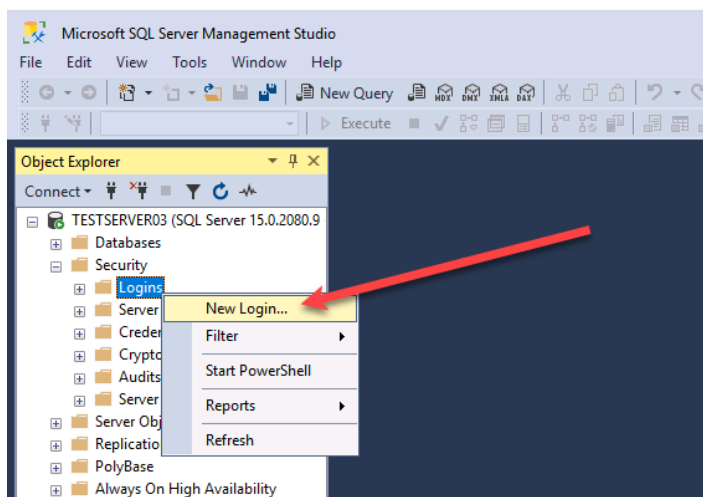 Microsoft SQL Server Management Studio
File Edit View Tools Window Help
New Query MDX DMX XMLA DAX
Execute
Object Explorer
Connect
TESTSERVER03 (SQL Server 15.0.2080.9
Databases
Security
Logins
New Login...
Server
Filter
Creder
Crypto
Start PowerShell
Audits
Server
Reports
Server Obj
Replicatio
Refresh
PolyBase
Always On High Availability